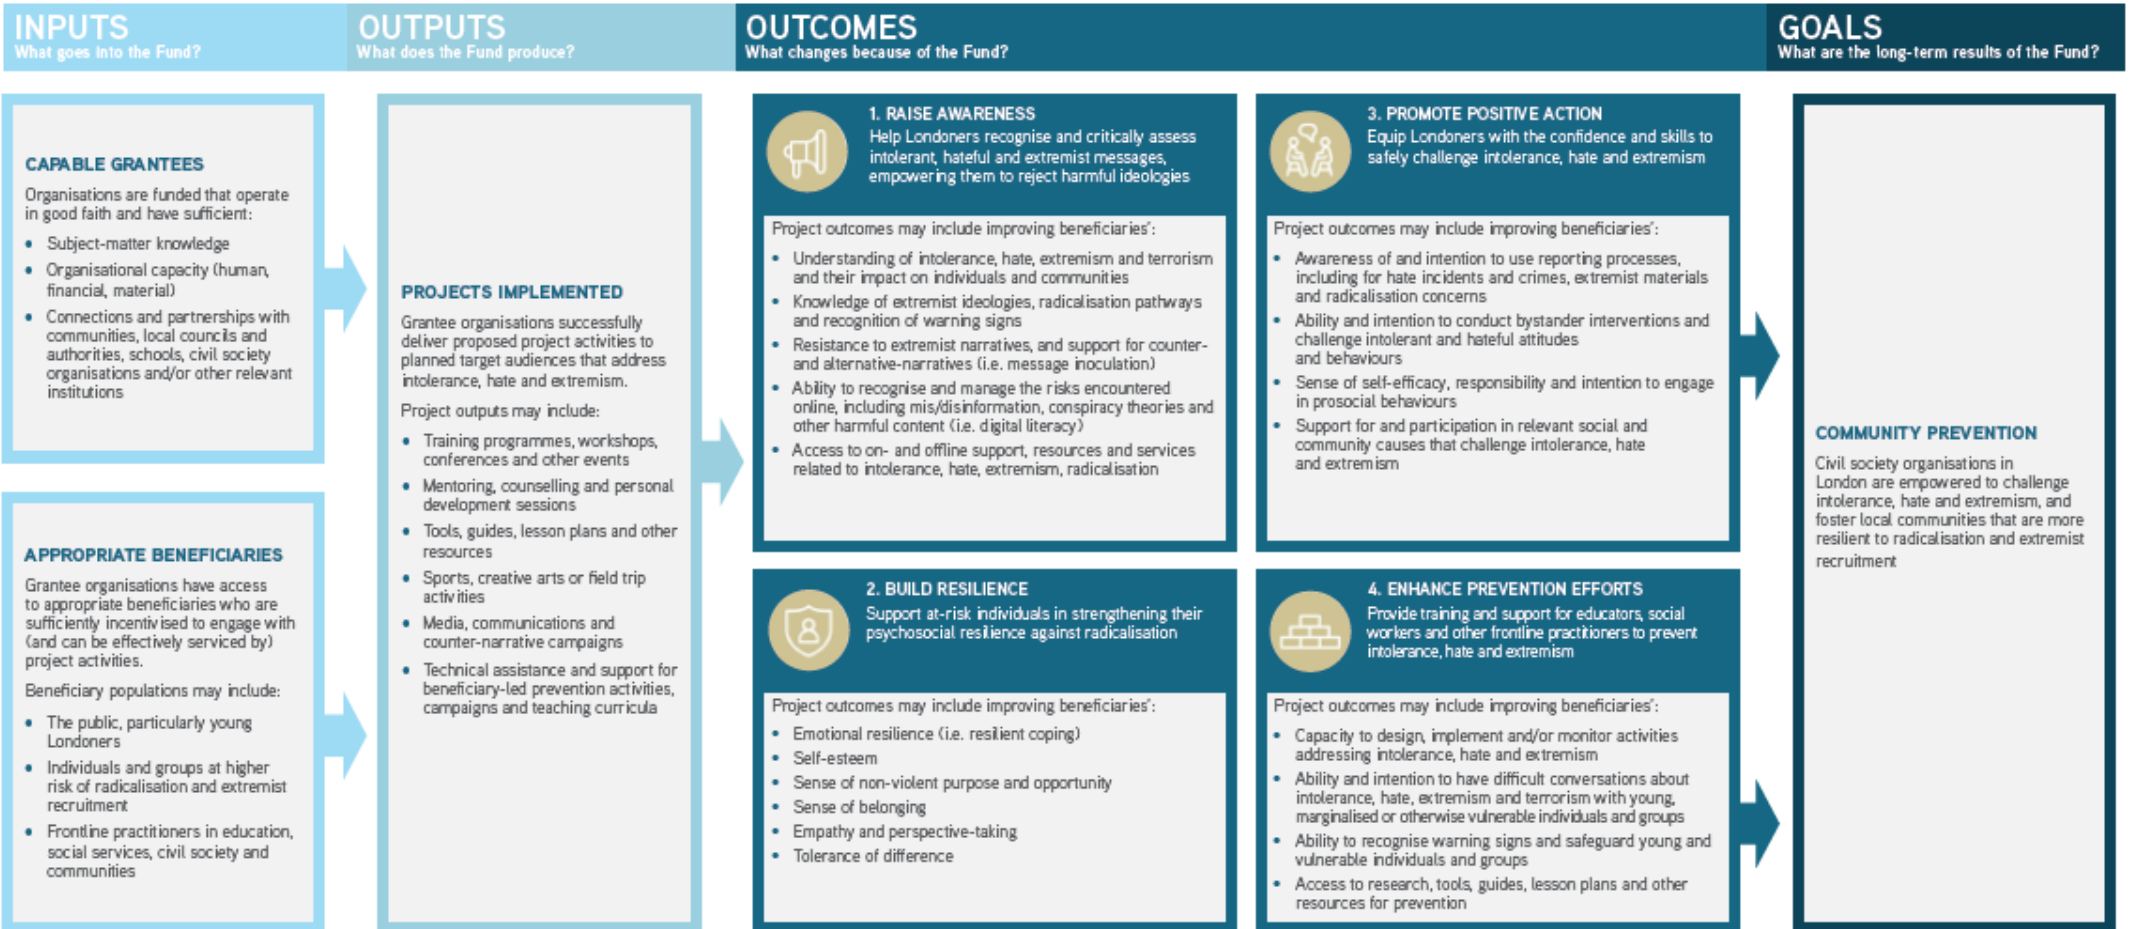 INPUTS
What goes into the Fund?
OUTPUTS
What does the Fund produce?
OUTCOMES
What changes because of the Fund?
GOALS
What are the long-term results of the Fund?
CAPABLE GRANTEES
Organisations are funded that operate
in good faith and have sufficient:
• Subject-matter knowledge
• Organisational capacity (human,
financial, material)
• Connections and partnerships with
communities, local councils and
authorities, schools, civil society
organisations and/or other relevant
institutions
APPROPRIATE BENEFICIARIES
Grantee organisations have access
to appropriate beneficiaries who are
sufficiently incentivised to engage with
(and can be effectively serviced by)
project activities.
Beneficiary populations may include:
• The public, particularly young
Londoners
• Individuals and groups at higher
risk of radicalisation and extremist
recruitment
• Frontline practitioners in education,
social services, civil society and
communities
PROJECTS IMPLEMENTED
Grantee organisations successfully
deliver proposed project activities to
planned target audiences that address
intolerance, hate and extremism.
Project outputs may include:
• Training programmes, workshops,
conferences and other events
• Mentoring, counselling and personal
development sessions
• Tools, guides, lesson plans and other
resources
• Sports, creative arts or field trip
activities
• Media, communications and
counter-narrative campaigns
• Technical assistance and support for
beneficiary-led prevention activities,
campaigns and teaching curricula
1. RAISE AWARENESS
Help Londoners recognise and critically assess
intolerant, hateful and extremist messages,
empowering them to reject harmful ideologies
Project outcomes may include improving beneficiaries':
• Understanding of intolerance, hate, extremism and terrorism
and their impact on individuals and communities
• Knowledge of extremist ideologies, radicalisation pathways
and recognition of warning signs
• Resistance to extremist narratives, and support for counter-
and alternative-narratives (i.e. message inoculation)
• Ability to recognise and manage the risks encountered
online, including mis/disinformation, conspiracy theories and
other harmful content (i.e. digital literacy)
• Access to on- and offline support, resources and services
related to intolerance, hate, extremism, radicalisation
2. BUILD RESILIENCE
Support at-risk individuals in strengthening their
psychosocial resilience against radicalisation
Project outcomes may include improving beneficiaries':
• Emotional resilience (i.e. resilient coping)
• Self-esteem
• Sense of non-violent purpose and opportunity
• Sense of belonging
• Empathy and perspective-taking
• Tolerance of difference
3. PROMOTE POSITIVE ACTION
Equip Londoners with the confidence and skills to
safely challenge intolerance, hate and extremism
Project outcomes may include improving beneficiaries':
• Awareness of and intention to use reporting processes,
including for hate incidents and crimes, extremist materials
and radicalisation concerns
• Ability and intention to conduct bystander interventions and
challenge intolerant and hateful attitudes
and behaviours
• Sense of self-efficacy, responsibility and intention to engage
in prosocial behaviours
• Support for and participation in relevant social and
community causes that challenge intolerance, hate
and extremism
4. ENHANCE PREVENTION EFFORTS
Provide training and support for educators, social
workers and other frontline practitioners to prevent
intolerance, hate and extremism
Project outcomes may include improving beneficiaries':
• Capacity to design, implement and/or monitor activities
addressing intolerance, hate and extremism
• Ability and intention to have difficult conversations about
intolerance, hate, extremism and terrorism with young,
marginalised or otherwise vulnerable individuals and groups
• Ability to recognise warning signs and safeguard young and
vulnerable individuals and groups
• Access to research, tools, guides, lesson plans and other
resources for prevention
COMMUNITY PREVENTION
Civil society organisations in
London are empowered to challenge
intolerance, hate and extremism, and
foster local communities that are more
resilient to radicalisation and extremist
recruitment